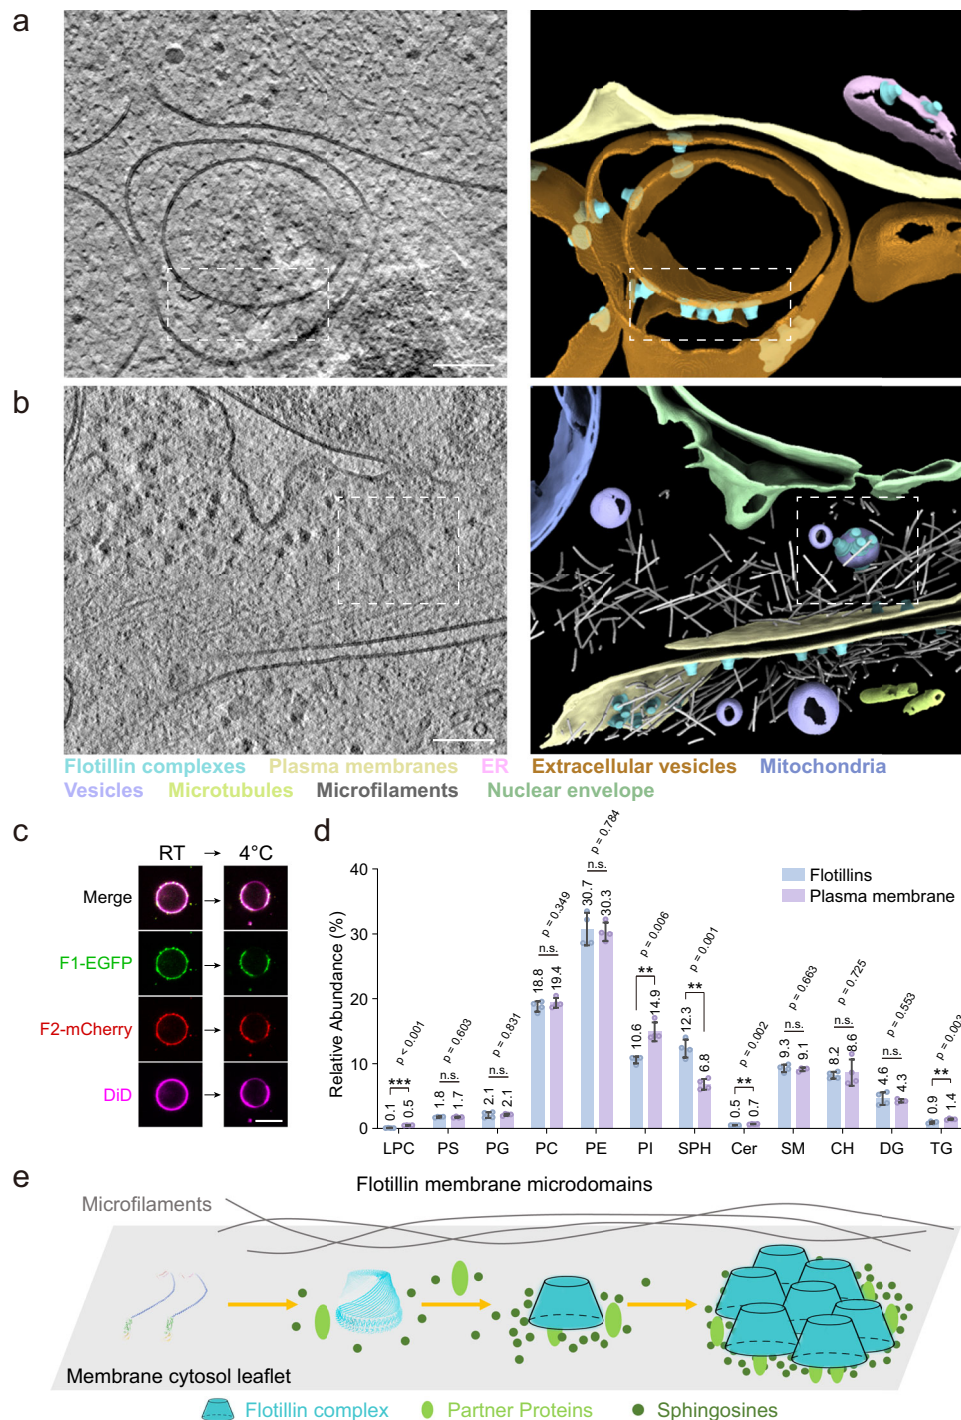 a
b
Flotillin complexes Plasma membranes ER Extracellular vesicles Mitochondria
Vesicles Microtubules Microfilaments Nuclear envelope
c
RT → 4°C
Merge
F1-EGFP
F2-mCherry
DiD
d
Relative Abundance (%)
40
30
20
10
0
Flotillins
Plasma membrane
p < 0.001
***
0.1
0.5
LPC
p = 0.603
n.s.
1.8
1.7
PS
p = 0.831
n.s.
2.1
2.1
PG
p = 0.349
n.s.
18.8
19.4
PC
p = 0.784
n.s.
30.7
30.3
PE
p = 0.006
**
10.6
14.9
PI
p = 0.001
**
12.3
6.8
SPH
p = 0.002
**
0.5
0.7
Cer
p = 0.663
n.s.
9.3
9.1
SM
p = 0.725
n.s.
8.2
8.6
CH
p = 0.553
n.s.
4.6
4.3
DG
p = 0.003
**
0.9
1.4
TG
e
Flotillin membrane microdomains
Microfilaments
Membrane cytosol leaflet
Flotillin complex Partner Proteins Sphingosines